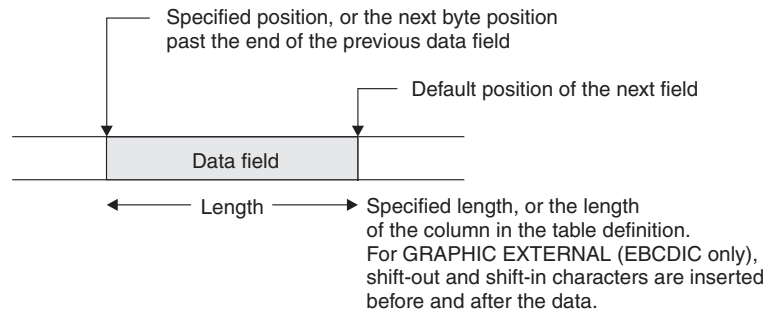 Specified position, or the next byte position
past the end of the previous data field
Default position of the next field
Data field
Length
Specified length, or the length
of the column in the table definition.
For GRAPHIC EXTERNAL (EBCDIC only),
shift-out and shift-in characters are inserted
before and after the data.